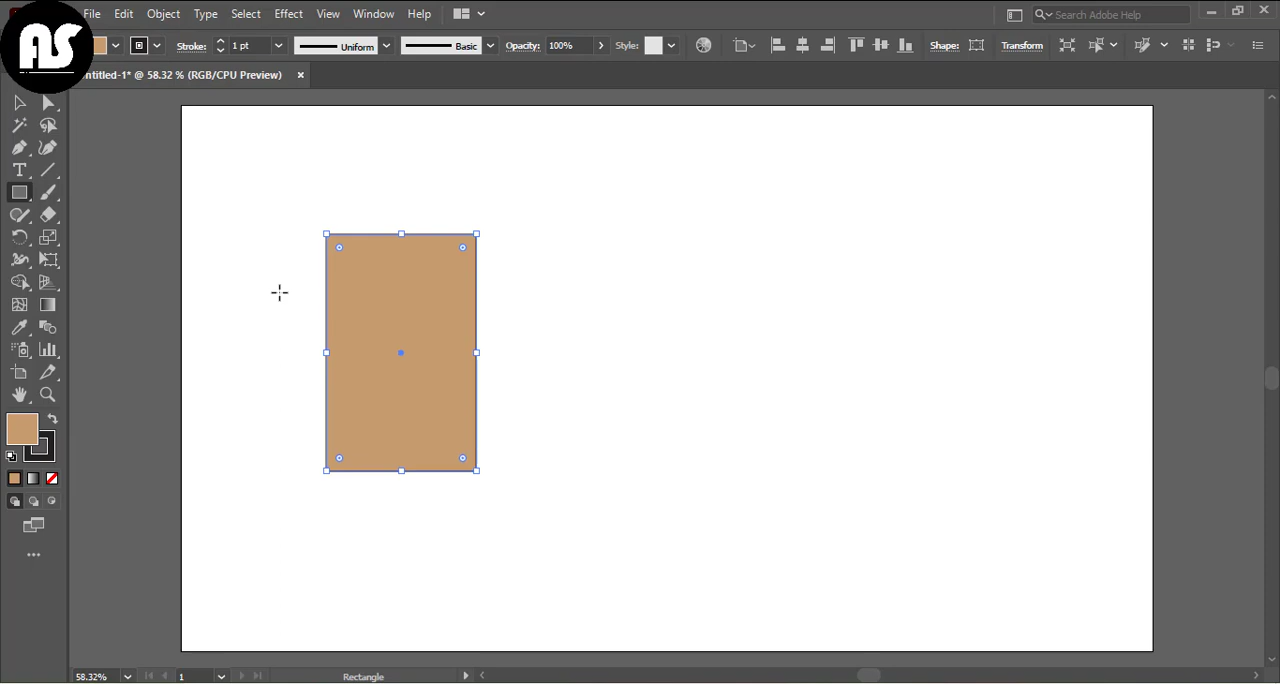 AS
File Edit Object Type Select Effect View Window Help Search Adobe Help
Stroke: 1 pt Uniform Basic Opacity: 100% Style: Shape: Transform
ntitled-1* @ 58.32 % (RGB/CPU Preview) ×
T
58.32% 1 Rectangle